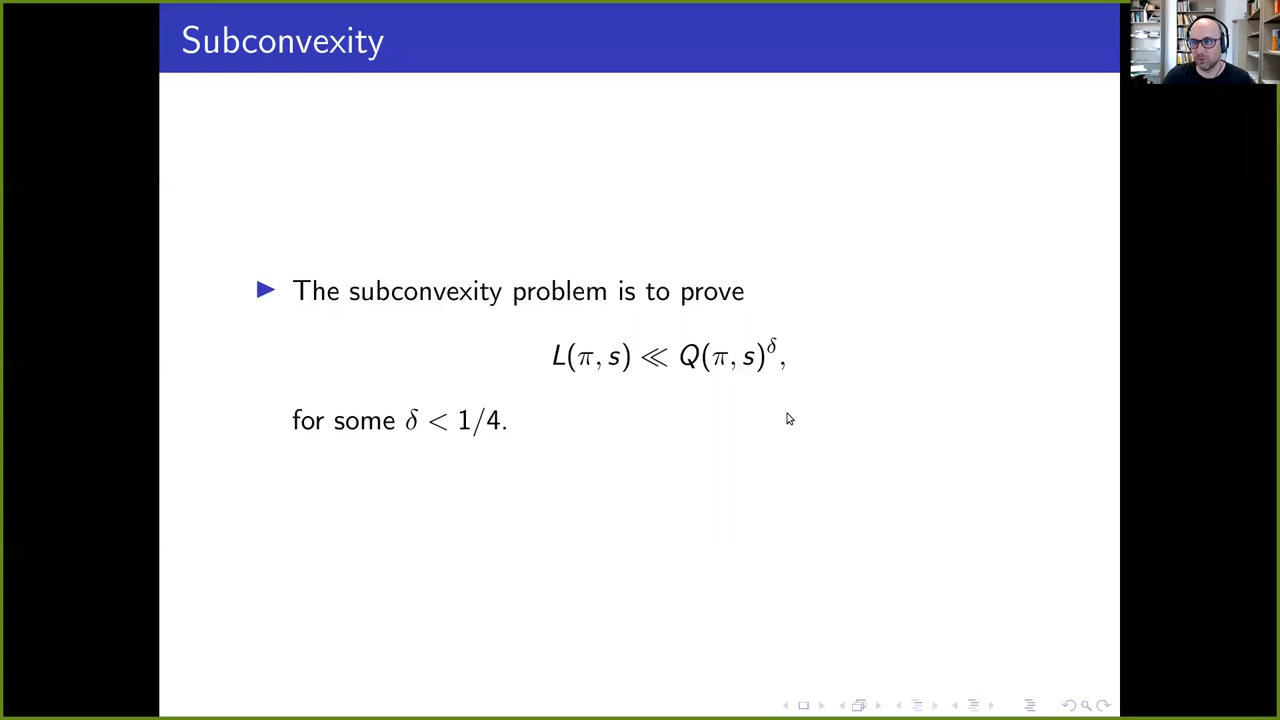 Subconvexity
▶ The subconvexity problem is to prove
L(π, s) ≪ Q(π, s)^δ,
for some δ < 1/4.